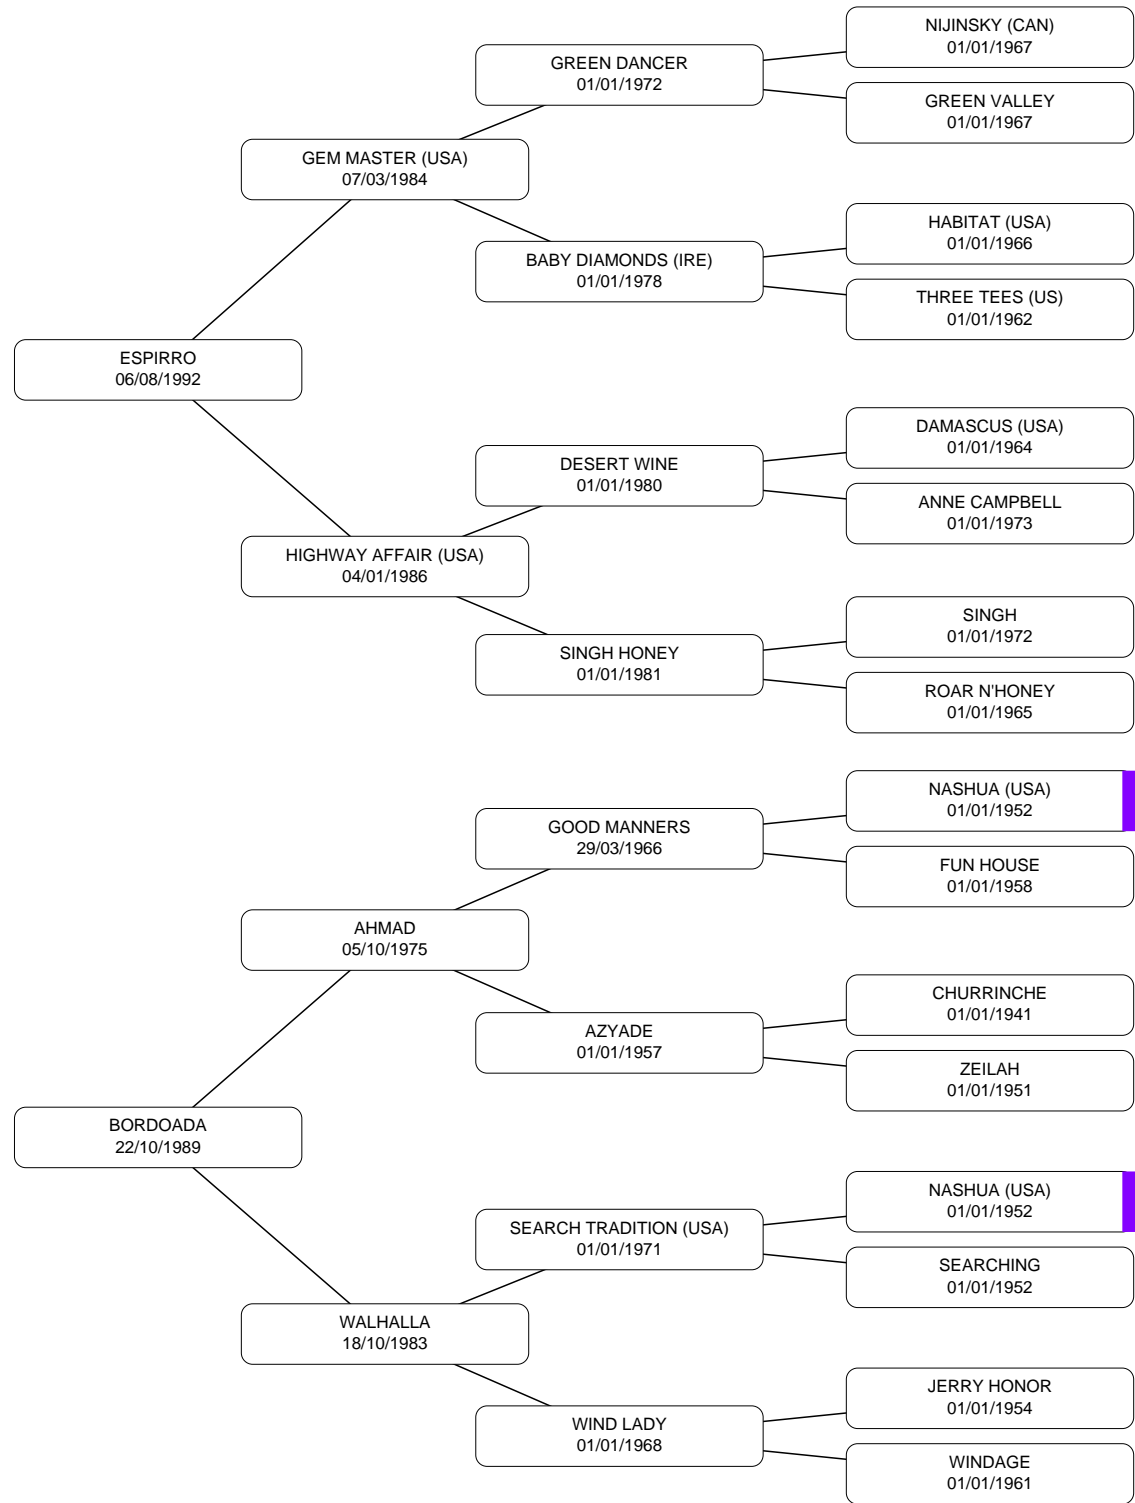 NIJINSKY (CAN)
01/01/1967
GREEN DANCER
01/01/1972
GREEN VALLEY
01/01/1967
GEM MASTER (USA)
07/03/1984
HABITAT (USA)
01/01/1966
BABY DIAMONDS (IRE)
01/01/1978
THREE TEES (US)
01/01/1962
ESPIRRO
06/08/1992
DAMASCUS (USA)
01/01/1964
DESERT WINE
01/01/1980
ANNE CAMPBELL
01/01/1973
HIGHWAY AFFAIR (USA)
04/01/1986
SINGH
01/01/1972
SINGH HONEY
01/01/1981
ROAR N'HONEY
01/01/1965
NASHUA (USA)
01/01/1952
GOOD MANNERS
29/03/1966
FUN HOUSE
01/01/1958
AHMAD
05/10/1975
CHURRINCHE
01/01/1941
AZYADE
01/01/1957
ZEILAH
01/01/1951
BORDOADA
22/10/1989
NASHUA (USA)
01/01/1952
SEARCH TRADITION (USA)
01/01/1971
SEARCHING
01/01/1952
WALHALLA
18/10/1983
JERRY HONOR
01/01/1954
WIND LADY
01/01/1968
WINDAGE
01/01/1961